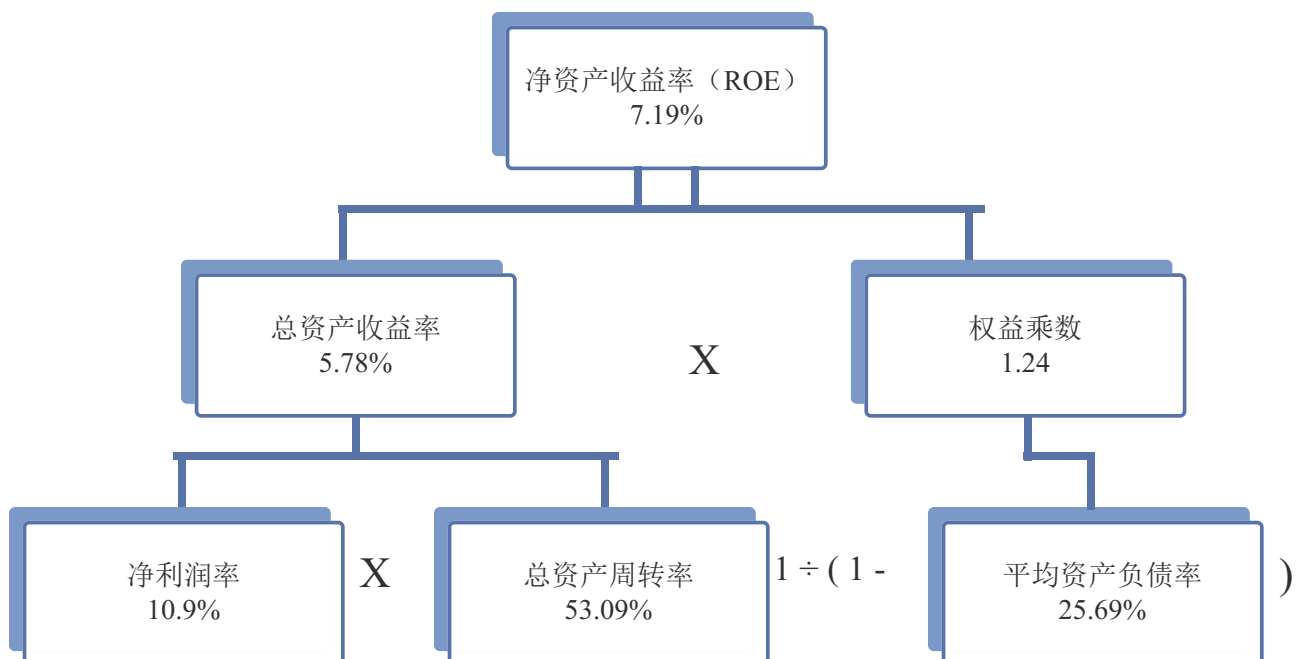 净资产收益率（ROE）
7.19%
总资产收益率
5.78%
X
权益乘数
1.24
净利润率
10.9%
X
总资产周转率
53.09%
1 ÷ ( 1 -
平均资产负债率
25.69%
)